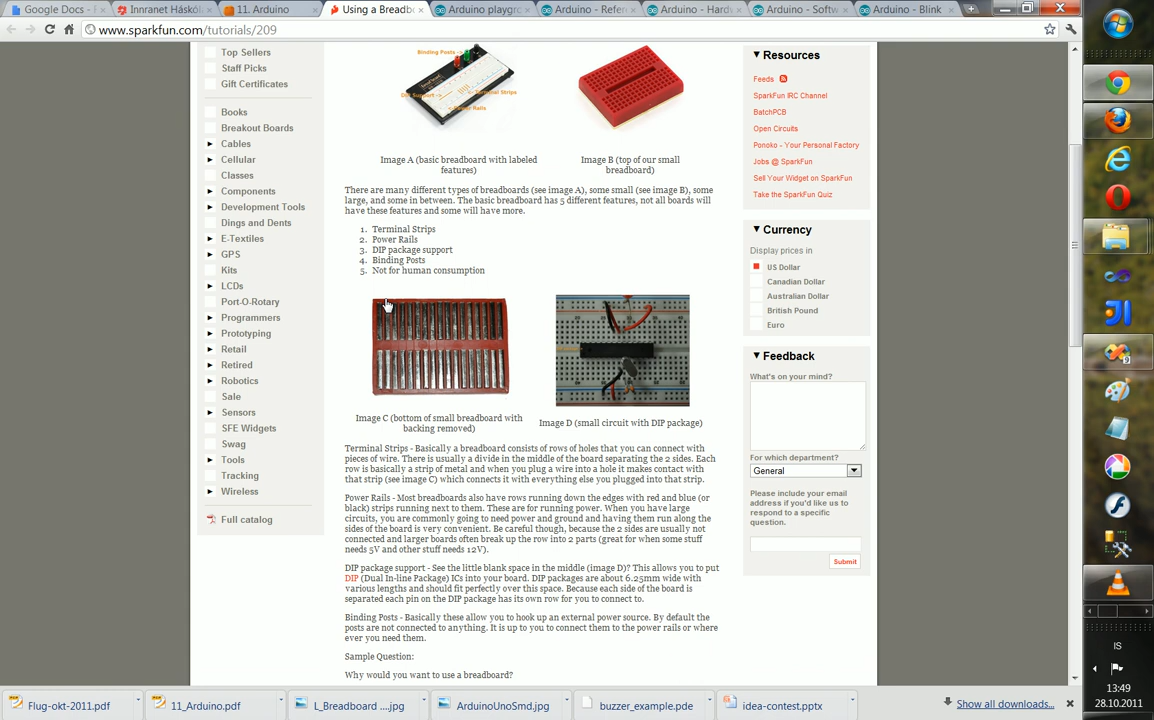 Google Docs - H
Innranet Háskól
11. Arduino
Using a Breadbo
Arduino playgro
Arduino - Refere
Arduino - Hardw
Arduino - Softw
Arduino - Blink
www.sparkfun.com/tutorials/209
Top Sellers
Staff Picks
Gift Certificates
Books
Breakout Boards
Cables
Cellular
Classes
Components
Development Tools
Dings and Dents
E-Textiles
GPS
Kits
LCDs
Port-O-Rotary
Programmers
Prototyping
Retail
Retired
Robotics
Sale
Sensors
SFE Widgets
Swag
Tools
Tracking
Wireless
Full catalog
Binding Posts->
DIP Support->
<-Terminal Strips
<-Power Rails
Image A (basic breadboard with labeled
features)
Image B (top of our small
breadboard)
There are many different types of breadboards (see image A), some small (see image B), some
large, and some in between. The basic breadboard has 5 different features, not all boards will
have these features and some will have more.
1. Terminal Strips
2. Power Rails
3. DIP package support
4. Binding Posts
5. Not for human consumption
Image C (bottom of small breadboard with
backing removed)
Image D (small circuit with DIP package)
Terminal Strips - Basically a breadboard consists of rows of holes that you can connect with
pieces of wire. There is usually a divide in the middle of the board separating the 2 sides. Each
row is basically a strip of metal and when you plug a wire into a hole it makes contact with
that strip (see image C) which connects it with everything else you plugged into that strip.
Power Rails - Most breadboards also have rows running down the edges with red and blue (or
black) strips running next to them. These are for running power. When you have large
circuits, you are commonly going to need power and ground and having them run along the
sides of the board is very convenient. Be careful though, because the 2 sides are usually not
connected and larger boards often break up the row into 2 parts (great for when some stuff
needs 5V and other stuff needs 12V).
DIP package support - See the little blank space in the middle (image D)? This allows you to put
DIP (Dual In-line Package) ICs into your board. DIP packages are about 6.25mm wide with
various lengths and should fit perfectly over this space. Because each side of the board is
separated each pin on the DIP package has its own row for you to connect to.
Binding Posts - Basically these allow you to hook up an external power source. By default the
posts are not connected to anything. It is up to you to connect them to the power rails or where
ever you need them.
Sample Question:
Why would you want to use a breadboard?
Resources
Feeds
SparkFun IRC Channel
BatchPCB
Open Circuits
Ponoko - Your Personal Factory
Jobs @ SparkFun
Sell Your Widget on SparkFun
Take the SparkFun Quiz
Currency
Display prices in
US Dollar
Canadian Dollar
Australian Dollar
British Pound
Euro
Feedback
What's on your mind?
For which department?
General
Please include your email
address if you'd like us to
respond to a specific
question.
Submit
Flug-okt-2011.pdf
11_Arduino.pdf
L_Breadboard ....jpg
ArduinoUnoSmd.jpg
buzzer_example.pde
idea-contest.pptx
Show all downloads...
IS
13:49
28.10.2011